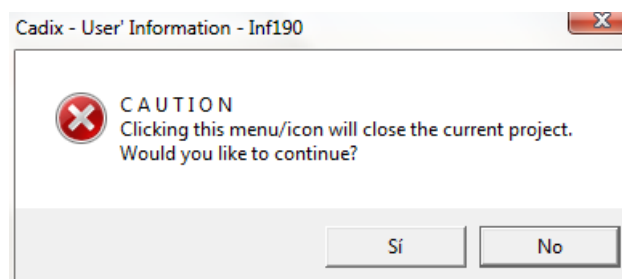 Cadix - User' Information - Inf190
C A U T I O N
Clicking this menu/icon will close the current project.
Would you like to continue?
Sí
No